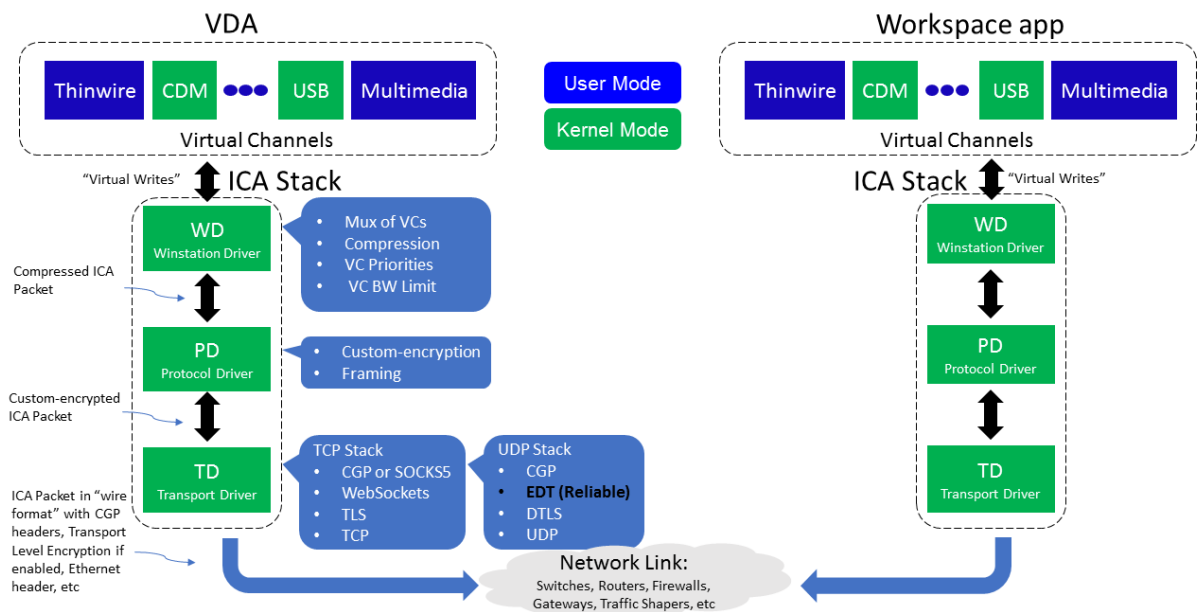 VDA
Thinwire
CDM
USB
Multimedia
Virtual Channels
User Mode
Kernel Mode
Workspace app
Thinwire
CDM
USB
Multimedia
Virtual Channels
“Virtual Writes”
ICA Stack
WD
Winstation Driver
• Mux of VCs
• Compression
• VC Priorities
• VC BW Limit
Compressed ICA
Packet
PD
Protocol Driver
• Custom-encryption
• Framing
Custom-encrypted
ICA Packet
TD
Transport Driver
TCP Stack
• CGP or SOCKS5
• WebSockets
• TLS
• TCP
UDP Stack
• CGP
• EDT (Reliable)
• DTLS
• UDP
ICA Packet in “wire
format” with CGP
headers, Transport
Level Encryption if
enabled, Ethernet
header, etc
Network Link:
Switches, Routers, Firewalls,
Gateways, Traffic Shapers, etc
ICA Stack
“Virtual Writes”
WD
Winstation Driver
PD
Protocol Driver
TD
Transport Driver